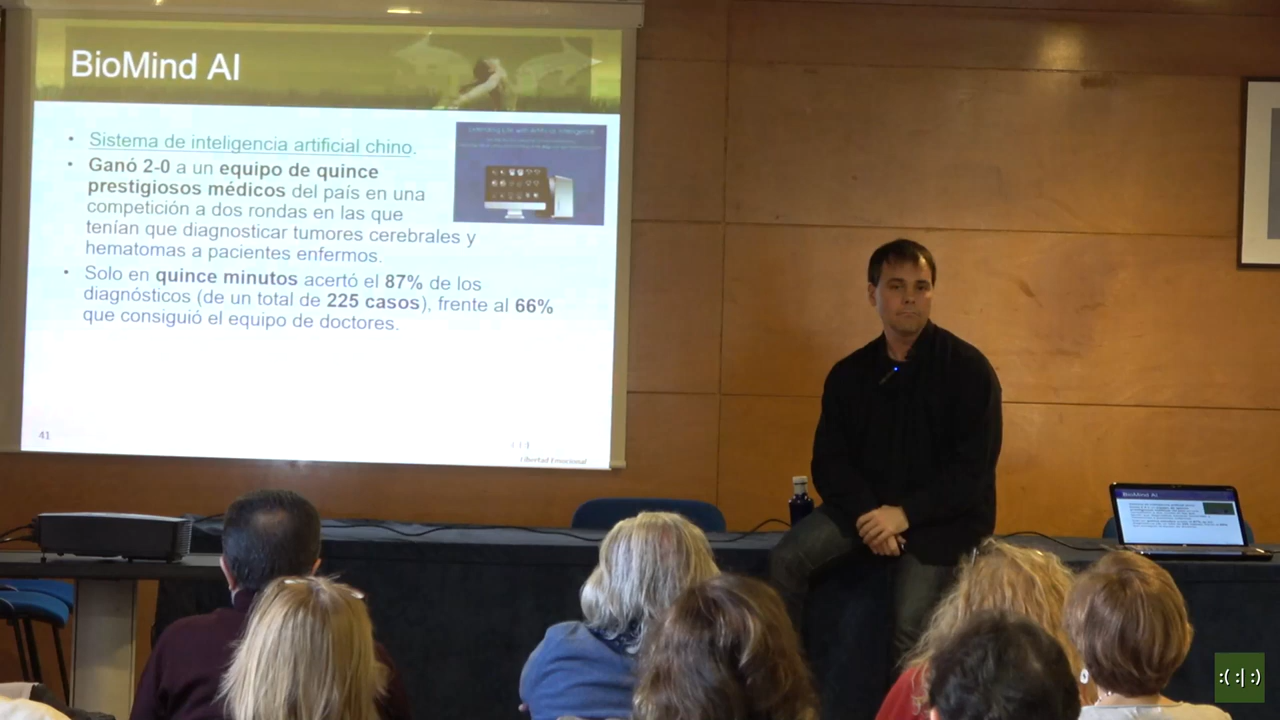 BioMind AI
• Sistema de inteligencia artificial chino.
• Ganó 2-0 a un equipo de quince
prestigiosos médicos del país en una
competición a dos rondas en las que
tenían que diagnosticar tumores cerebrales y
hematomas a pacientes enfermos.
• Solo en quince minutos acertó el 87% de los
diagnósticos (de un total de 225 casos), frente al 66%
que consiguió el equipo de doctores.
41
Libertad Emocional
BioMind AI
:( :| :)